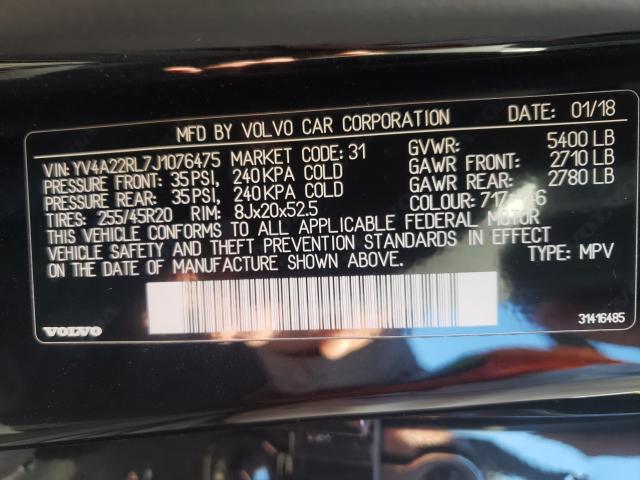 MFD BY VOLVO CAR CORPORATION DATE: 01/18
VIN: YV4A22RL7J1076475 MARKET CODE: 31 GVWR: 5400 LB
PRESSURE FRONT: 35PSI, 240KPA COLD GAWR FRONT: 2710 LB
PRESSURE REAR: 35PSI, 240KPA COLD GAWR REAR: 2780 LB
TIRES: 255/45R20 RIM: 8Jx20x52.5 COLOUR:
THIS VEHICLE CONFORMS TO ALL APPLICABLE FEDERAL MOTOR
VEHICLE SAFETY AND THEFT PREVENTION STANDARDS IN EFFECT
ON THE DATE OF MANUFACTURE SHOWN ABOVE. TYPE: MPV
VOLVO 31416485